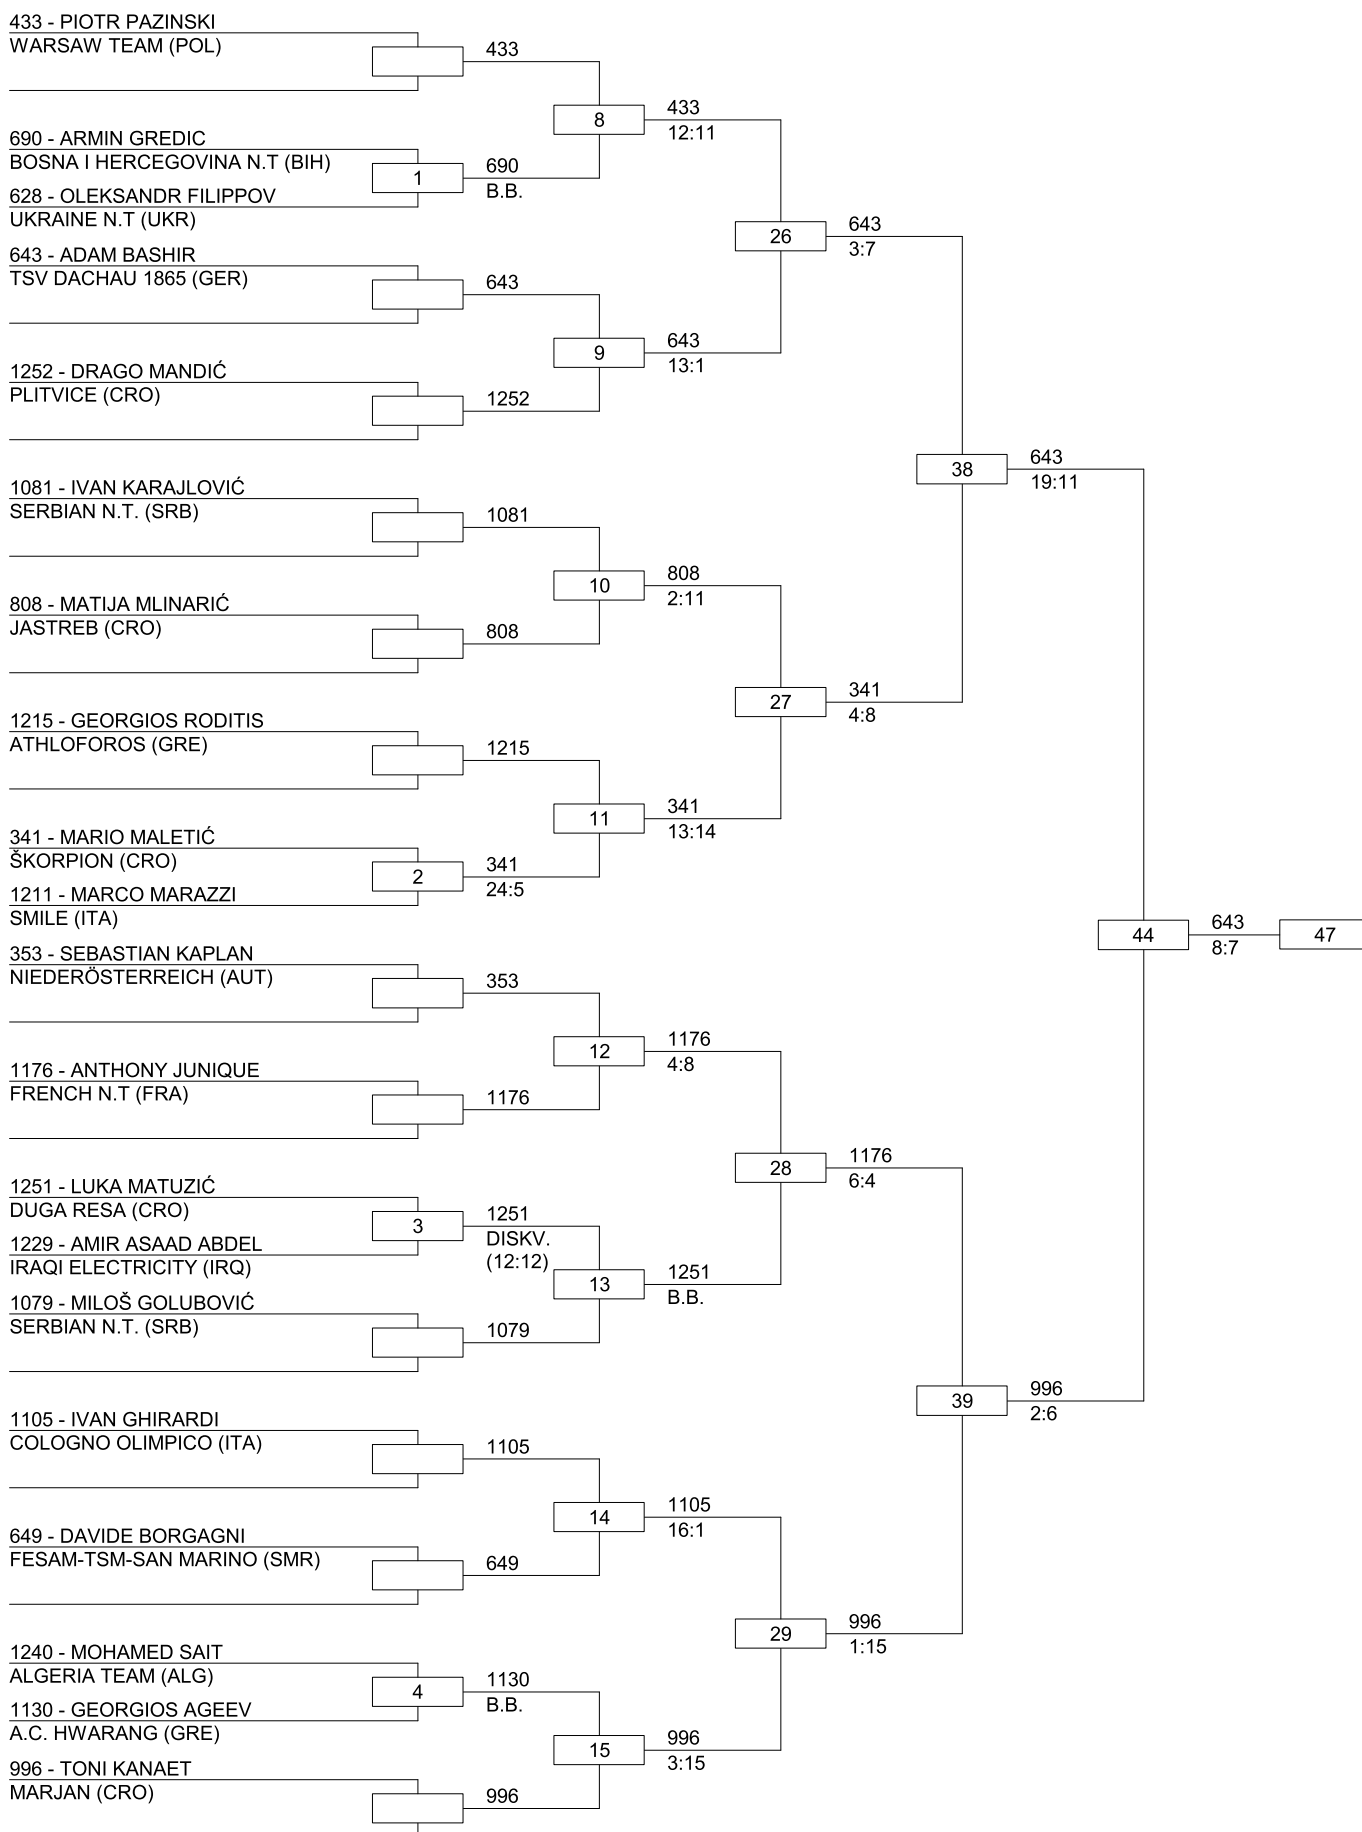 433 - PIOTR PAZINSKI
WARSAW TEAM (POL)
433
8
433
12:11
690 - ARMIN GREDIC
BOSNA I HERCEGOVINA N.T (BIH)
1
690
B.B.
628 - OLEKSANDR FILIPPOV
UKRAINE N.T (UKR)
26
643
3:7
643 - ADAM BASHIR
TSV DACHAU 1865 (GER)
643
9
643
13:1
1252 - DRAGO MANDIĆ
PLITVICE (CRO)
1252
38
643
19:11
1081 - IVAN KARAJLOVIĆ
SERBIAN N.T. (SRB)
1081
10
808
2:11
808 - MATIJA MLINARIĆ
JASTREB (CRO)
808
27
341
4:8
1215 - GEORGIOS RODITIS
ATHLOFOROS (GRE)
1215
11
341
13:14
341 - MARIO MALETIĆ
ŠKORPION (CRO)
2
341
24:5
1211 - MARCO MARAZZI
SMILE (ITA)
44
643
8:7
47
353 - SEBASTIAN KAPLAN
NIEDERÖSTERREICH (AUT)
353
12
1176
4:8
1176 - ANTHONY JUNIQUE
FRENCH N.T (FRA)
1176
28
1176
6:4
1251 - LUKA MATUZIĆ
DUGA RESA (CRO)
3
1251
DISKV.
(12:12)
1229 - AMIR ASAAD ABDEL
IRAQI ELECTRICITY (IRQ)
13
1251
B.B.
1079 - MILOŠ GOLUBOVIĆ
SERBIAN N.T. (SRB)
1079
39
996
2:6
1105 - IVAN GHIRARDI
COLOGNO OLIMPICO (ITA)
1105
14
1105
16:1
649 - DAVIDE BORGAGNI
FESAM-TSM-SAN MARINO (SMR)
649
29
996
1:15
1240 - MOHAMED SAIT
ALGERIA TEAM (ALG)
4
1130
B.B.
1130 - GEORGIOS AGEEV
A.C. HWARANG (GRE)
15
996
3:15
996 - TONI KANAET
MARJAN (CRO)
996